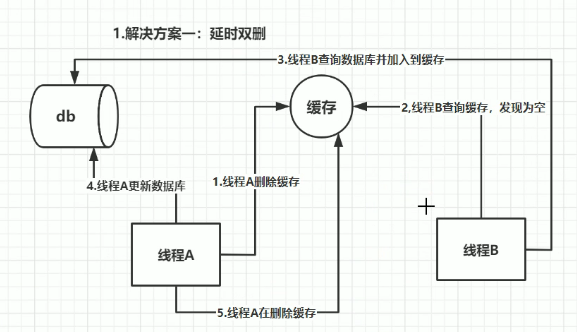 1.解决方案一：延时双删
3.线程B查询数据库并加入到缓存
db
缓存
2,线程B查询缓存，发现为空
4.线程A更新数据库
1.线程A删除缓存
线程A
线程B
5.线程A在删除缓存